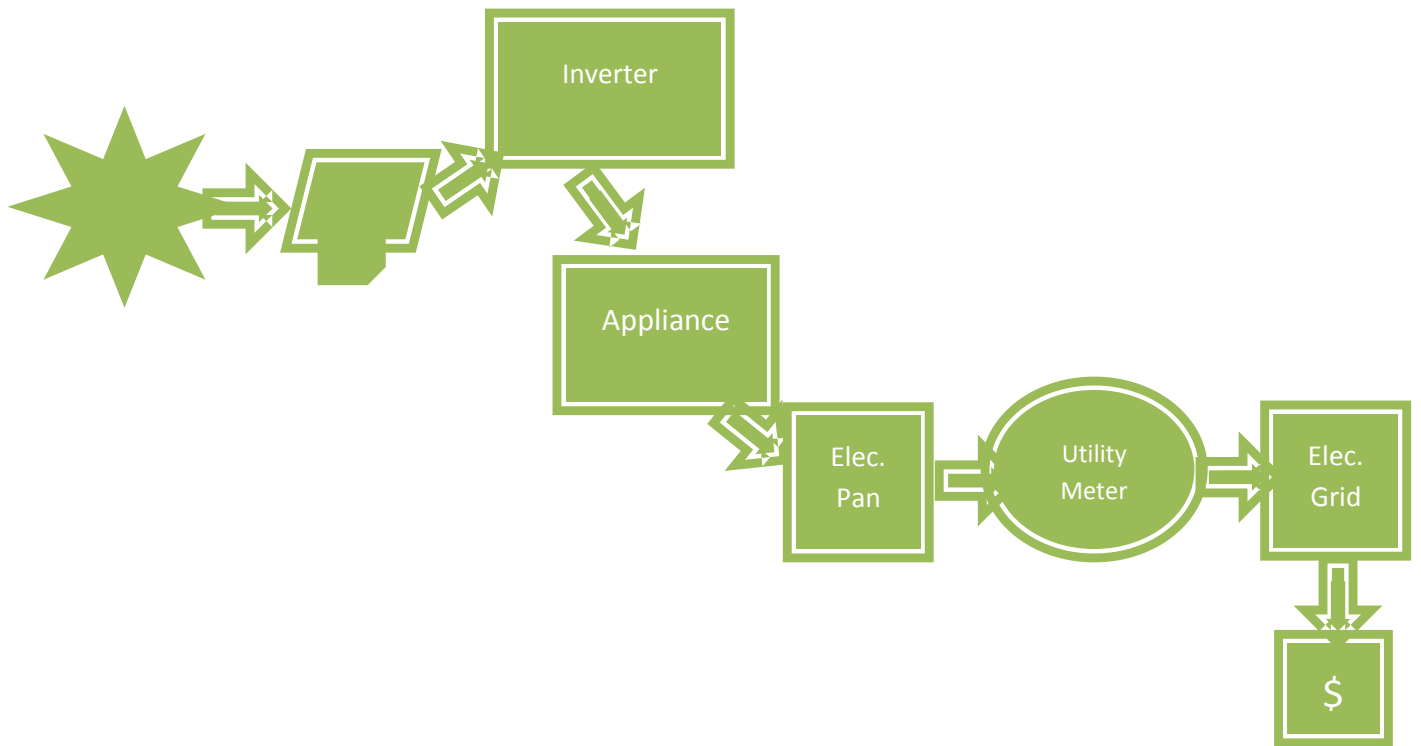 Inverter
Appliance
Elec.
Pan
Utility
Meter
Elec.
Grid
$